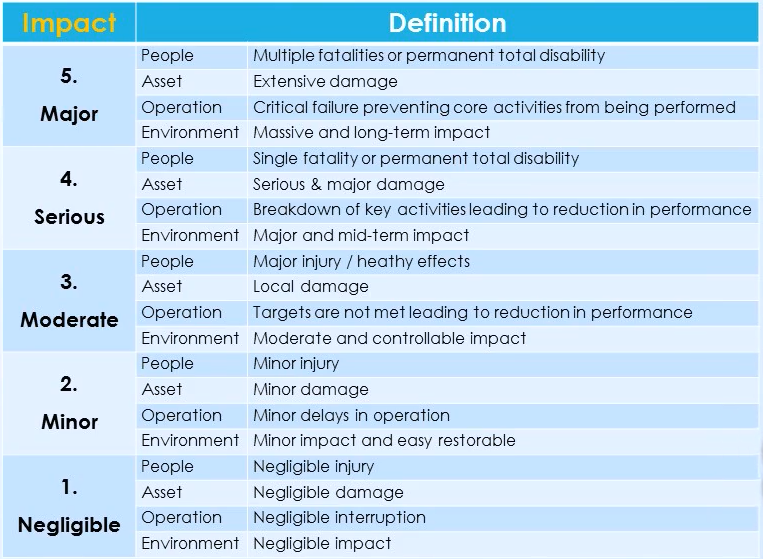 Impact Definition
5. Major
People Multiple fatalities or permanent total disability
Asset Extensive damage
Operation Critical failure preventing core activities from being performed
Environment Massive and long-term impact
4. Serious
People Single fatality or permanent total disability
Asset Serious & major damage
Operation Breakdown of key activities leading to reduction in performance
Environment Major and mid-term impact
3. Moderate
People Major injury / heathy effects
Asset Local damage
Operation Targets are not met leading to reduction in performance
Environment Moderate and controllable impact
2. Minor
People Minor injury
Asset Minor damage
Operation Minor delays in operation
Environment Minor impact and easy restorable
1. Negligible
People Negligible injury
Asset Negligible damage
Operation Negligible interruption
Environment Negligible impact